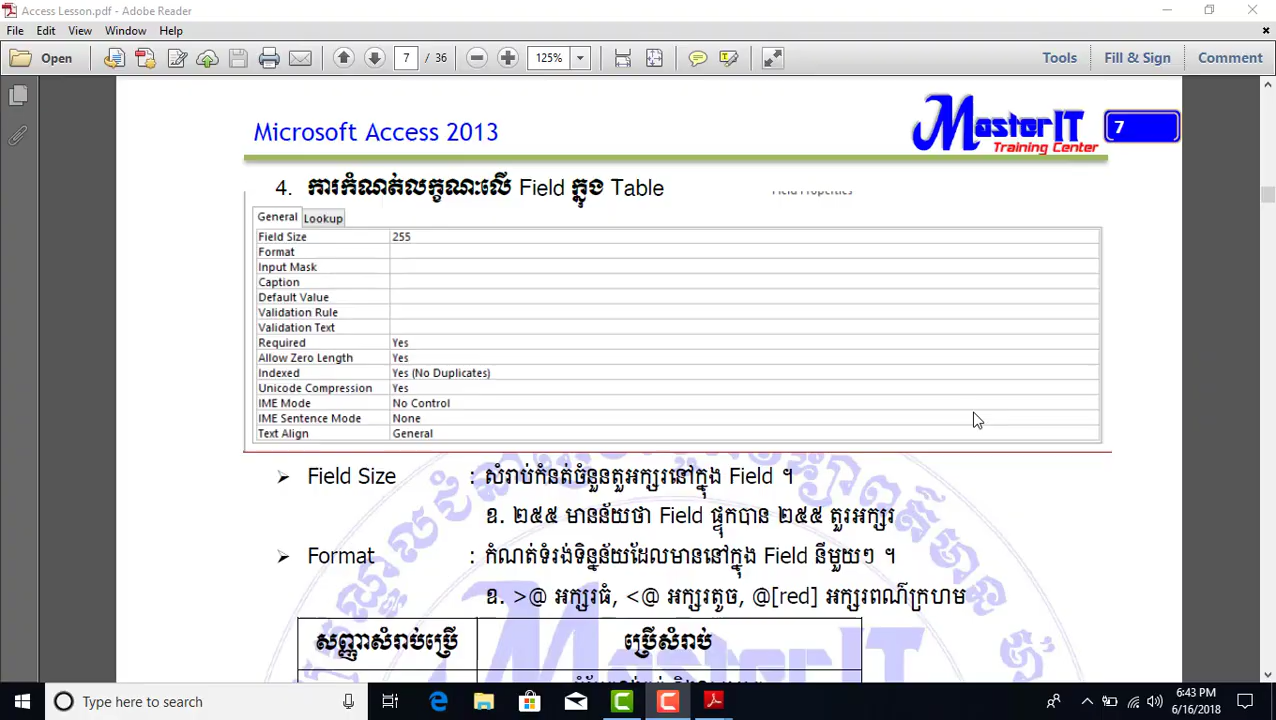 Access Lesson.pdf - Adobe Reader
File Edit View Window Help
Open 7 / 36 125% Tools Fill & Sign Comment
Microsoft Access 2013 MasterIT Training Center 7
4. ការកំណត់លក្ខណៈលើ Field ក្នុង Table
Field Properties
General Lookup
Field Size 255
Format
Input Mask
Caption
Default Value
Validation Rule
Validation Text
Required Yes
Allow Zero Length Yes
Indexed Yes (No Duplicates)
Unicode Compression Yes
IME Mode No Control
IME Sentence Mode None
Text Align General
➢ Field Size : សំរាប់កំនត់ចំនួនតួអក្សរនៅក្នុង Field ។
ឧ. ២៥៥ មានន័យថា Field ផ្ទុកបាន ២៥៥ តួរអក្សរ
➢ Format : កំណត់ទំរង់ទិន្នន័យដែលមាននៅក្នុង Field នីមួយៗ ។
ឧ. >@ អក្សរធំ, <@ អក្សរតូច, @[red] អក្សរពណ៌ក្រហម
សញ្ញាសំរាប់ប្រើ ប្រើសំរាប់
Type here to search
6:43 PM
6/16/2018